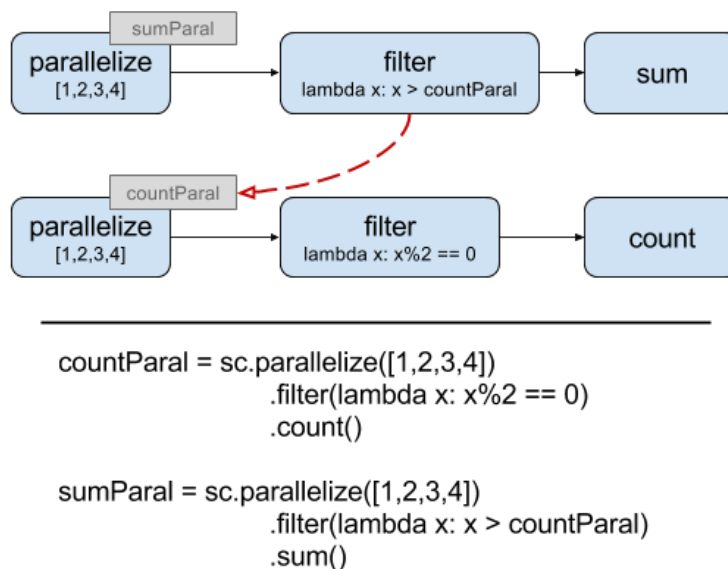 sumParal
parallelize
[1,2,3,4]
filter
lambda x: x > countParal
sum
countParal
parallelize
[1,2,3,4]
filter
lambda x: x%2 == 0
count
countParal = sc.parallelize([1,2,3,4])
.filter(lambda x: x%2 == 0)
.count()
sumParal = sc.parallelize([1,2,3,4])
.filter(lambda x: x > countParal)
.sum()